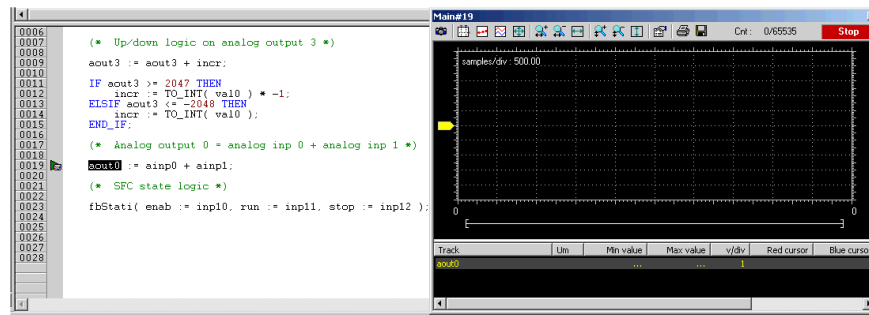 0006
0007 (* Up/down logic on analog output 3 *)
0008
0009 aout3 := aout3 + incr;
0010
0011 IF aout3 >= 2047 THEN
0012 incr := TO_INT( val0 ) * -1;
0013 ELSIF aout3 <= -2048 THEN
0014 incr := TO_INT( val0 );
0015 END_IF;
0016
0017 (* Analog output 0 = analog inp 0 + analog inp 1 *)
0018
0019 aout0 := ainp0 + ainp1;
0020
0021 (* SFC state logic *)
0022
0023 fbStati( enab := inp10, run := inp11, stop := inp12 );
0024
0025
0026
0027
0028
Main#19
Cnt: 0/65535 Stop
samples/div : 500.00
0 0
Track Um Min value Max value v/div Red cursor Blue curso
aout0 ... ... 1